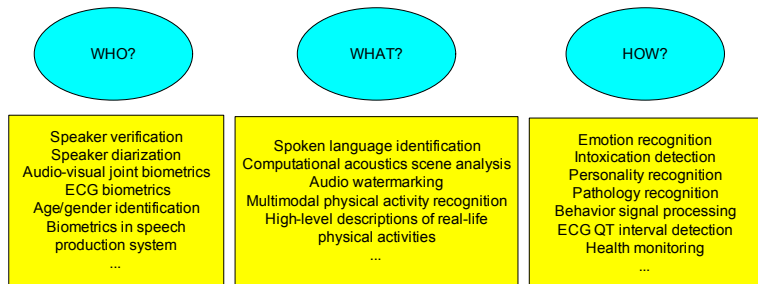 WHO?
WHAT?
HOW?
Speaker verification
Speaker diarization
Audio-visual joint biometrics
ECG biometrics
Age/gender identification
Biometrics in speech
production system
...
Spoken language identification
Computational acoustics scene analysis
Audio watermarking
Multimodal physical activity recognition
High-level descriptions of real-life
physical activities
...
Emotion recognition
Intoxication detection
Personality recognition
Pathology recognition
Behavior signal processing
ECG QT interval detection
Health monitoring
...